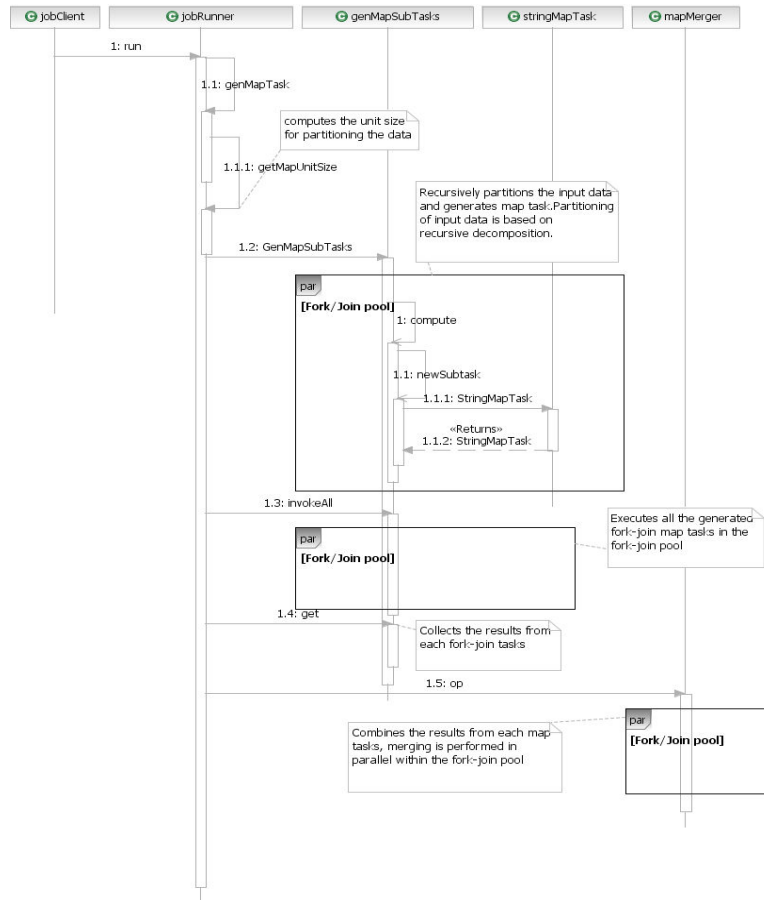 jobClient
jobRunner
genMapSubTasks
stringMapTask
mapMerger
1: run
1.1: genMapTask
computes the unit size
for partitioning the data
1.1.1: getMapUnitSize
Recursively partitions the input data
and generates map task.Partitioning
of input data is based on
recursive decomposition.
1.2: GenMapSubTasks
par
[Fork/Join pool]
1: compute
1.1: newSubtask
1.1.1: StringMapTask
«Returns»
1.1.2: StringMapTask
1.3: invokeAll
Executes all the generated
fork-join map tasks in the
fork-join pool
par
[Fork/Join pool]
1.4: get
Collects the results from
each fork-join tasks
1.5: op
par
[Fork/Join pool]
Combines the results from each map
tasks, merging is performed in
parallel within the fork-join pool